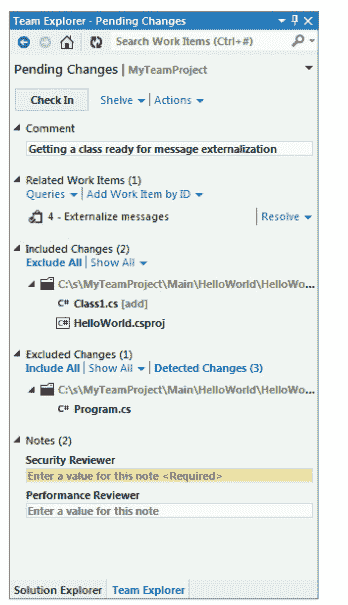 Team Explorer - Pending Changes
Search Work Items (Ctrl+#)
Pending Changes | MyTeamProject
Check In Shelve Actions
Comment
Getting a class ready for message externalization
Related Work Items (1)
Queries Add Work Item by ID
4 - Externalize messages Resolve
Included Changes (2)
Exclude All Show All
C:\s\MyTeamProject\Main\HelloWorld\HelloWo...
C# Class1.cs [add]
HelloWorld.csproj
Excluded Changes (1)
Include All Show All Detected Changes (3)
C:\s\MyTeamProject\Main\HelloWorld\HelloWo...
C# Program.cs
Notes (2)
Security Reviewer
Enter a value for this note <Required>
Performance Reviewer
Enter a value for this note
Solution Explorer Team Explorer